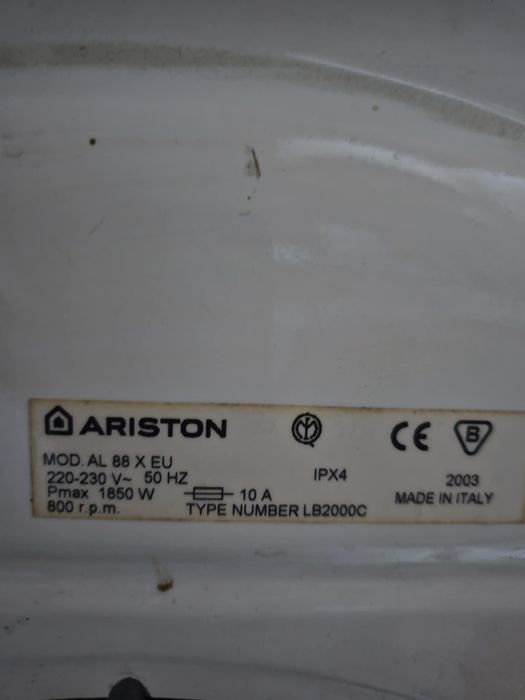 ARISTON
MOD. AL 88 X EU
220-230 V~ 50 HZ
Pmax 1850 W 10 A
800 r.p.m. TYPE NUMBER LB2000C
IPX4
CE B
2003
MADE IN ITALY